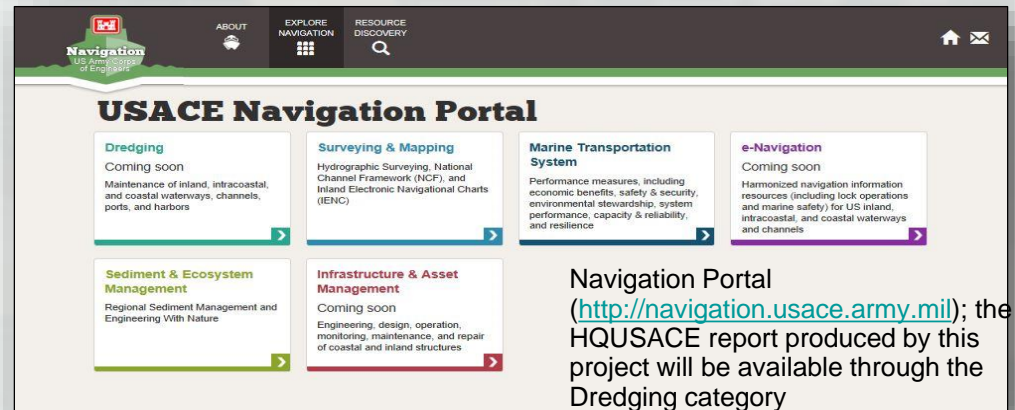 ABOUT
EXPLORE
NAVIGATION
RESOURCE
DISCOVERY
Navigation
US Army Corps
of Engineers
USACE Navigation Portal
Dredging
Coming soon
Maintenance of inland, intracoastal,
and coastal waterways, channels,
ports, and harbors
Surveying & Mapping
Hydrographic Surveying, National
Channel Framework (NCF), and
Inland Electronic Navigational Charts
(IENC)
Marine Transportation
System
Performance measures, including
economic benefits, safety & security,
environmental stewardship, system
performance, capacity & reliability,
and resilience
e-Navigation
Coming soon
Harmonized navigation information
resources (including lock operations
and marine safety) for US inland,
intracoastal, and coastal waterways
and channels
Sediment & Ecosystem
Management
Regional Sediment Management and
Engineering With Nature
Infrastructure & Asset
Management
Coming soon
Engineering, design, operation,
monitoring, maintenance, and repair
of coastal and inland structures
Navigation Portal
(http://navigation.usace.army.mil); the
HQUSACE report produced by this
project will be available through the
Dredging category